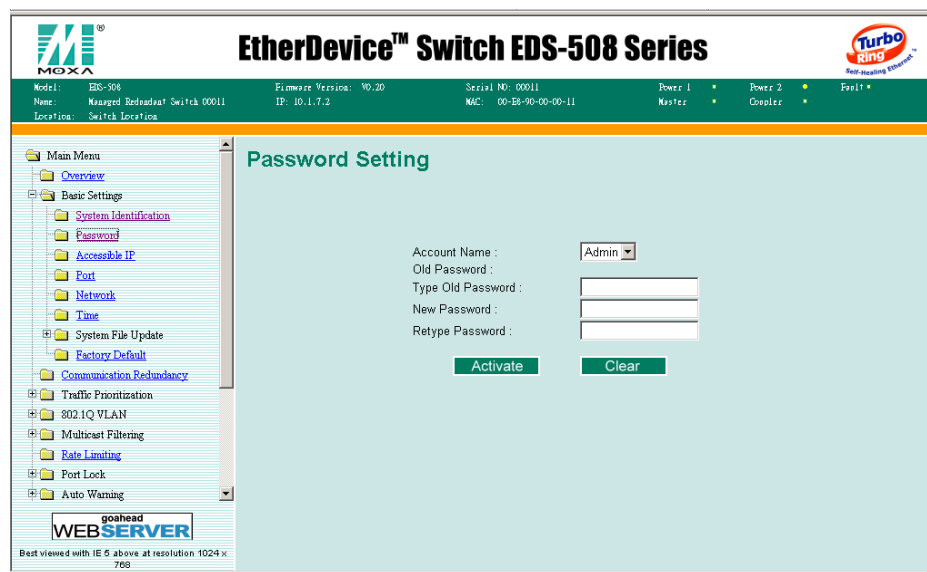 MOXA
®
EtherDevice™ Switch EDS-508 Series
Turbo
Ring
Self-Healing Ethernet
Model: EDS-508
Firmware Version: V0.20
Serial NO: 00011
Power 1
Power 2
Fault
Name: Managed Redundant Switch 00011
IP: 10.1.7.2
MAC: 00-E8-90-00-00-11
Master
Coupler
Location: Switch Location
Main Menu
Overview
Basic Settings
System Identification
Password
Accessible IP
Port
Network
Time
System File Update
Factory Default
Communication Redundancy
Traffic Prioritization
802.1Q VLAN
Multicast Filtering
Rate Limiting
Port Lock
Auto Warning
goahead
WEBSERVER
Best viewed with IE 5 above at resolution 1024 x
768
Password Setting
Account Name : Admin
Old Password :
Type Old Password :
New Password :
Retype Password :
Activate Clear